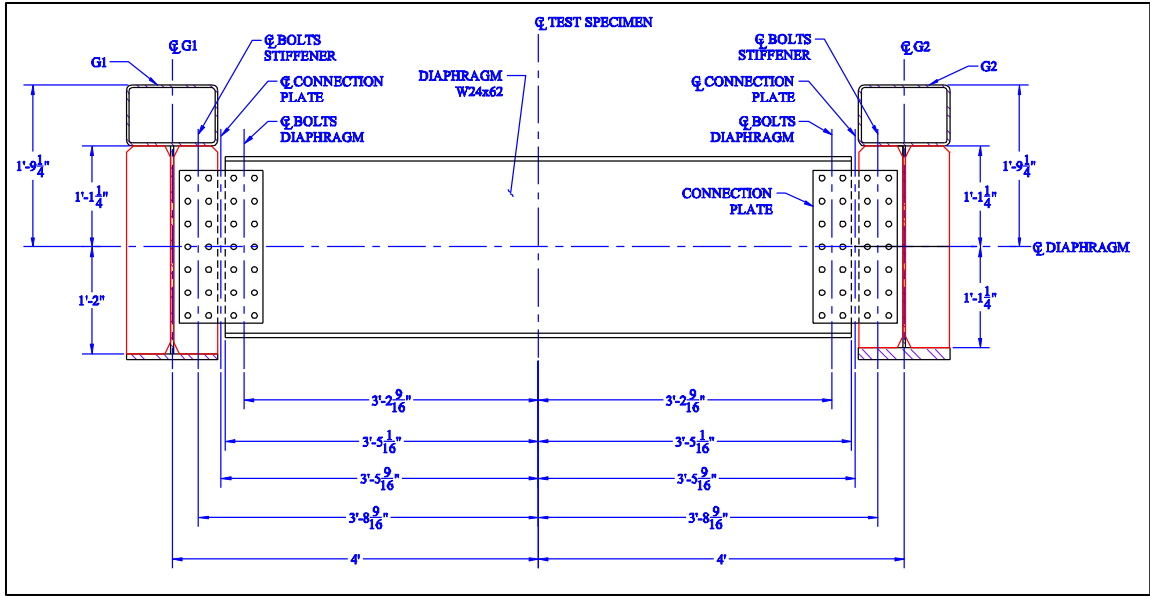 ℄ TEST SPECIMEN
℄ G1
℄ BOLTS
STIFFENER
G1
℄ CONNECTION
PLATE
℄ BOLTS
DIAPHRAGM
DIAPHRAGM
W24x62
℄ BOLTS
STIFFENER
℄ G2
G2
℄ CONNECTION
PLATE
℄ BOLTS
DIAPHRAGM
CONNECTION
PLATE
1'-9 1/4"
1'-1 1/4"
1'-2"
1'-1 1/4"
1'-9 1/4"
℄ DIAPHRAGM
1'-1 1/4"
3'-2 9/16"
3'-2 9/16"
3'-5 1/16"
3'-5 1/16"
3'-5 9/16"
3'-5 9/16"
3'-8 9/16"
3'-8 9/16"
4'
4'